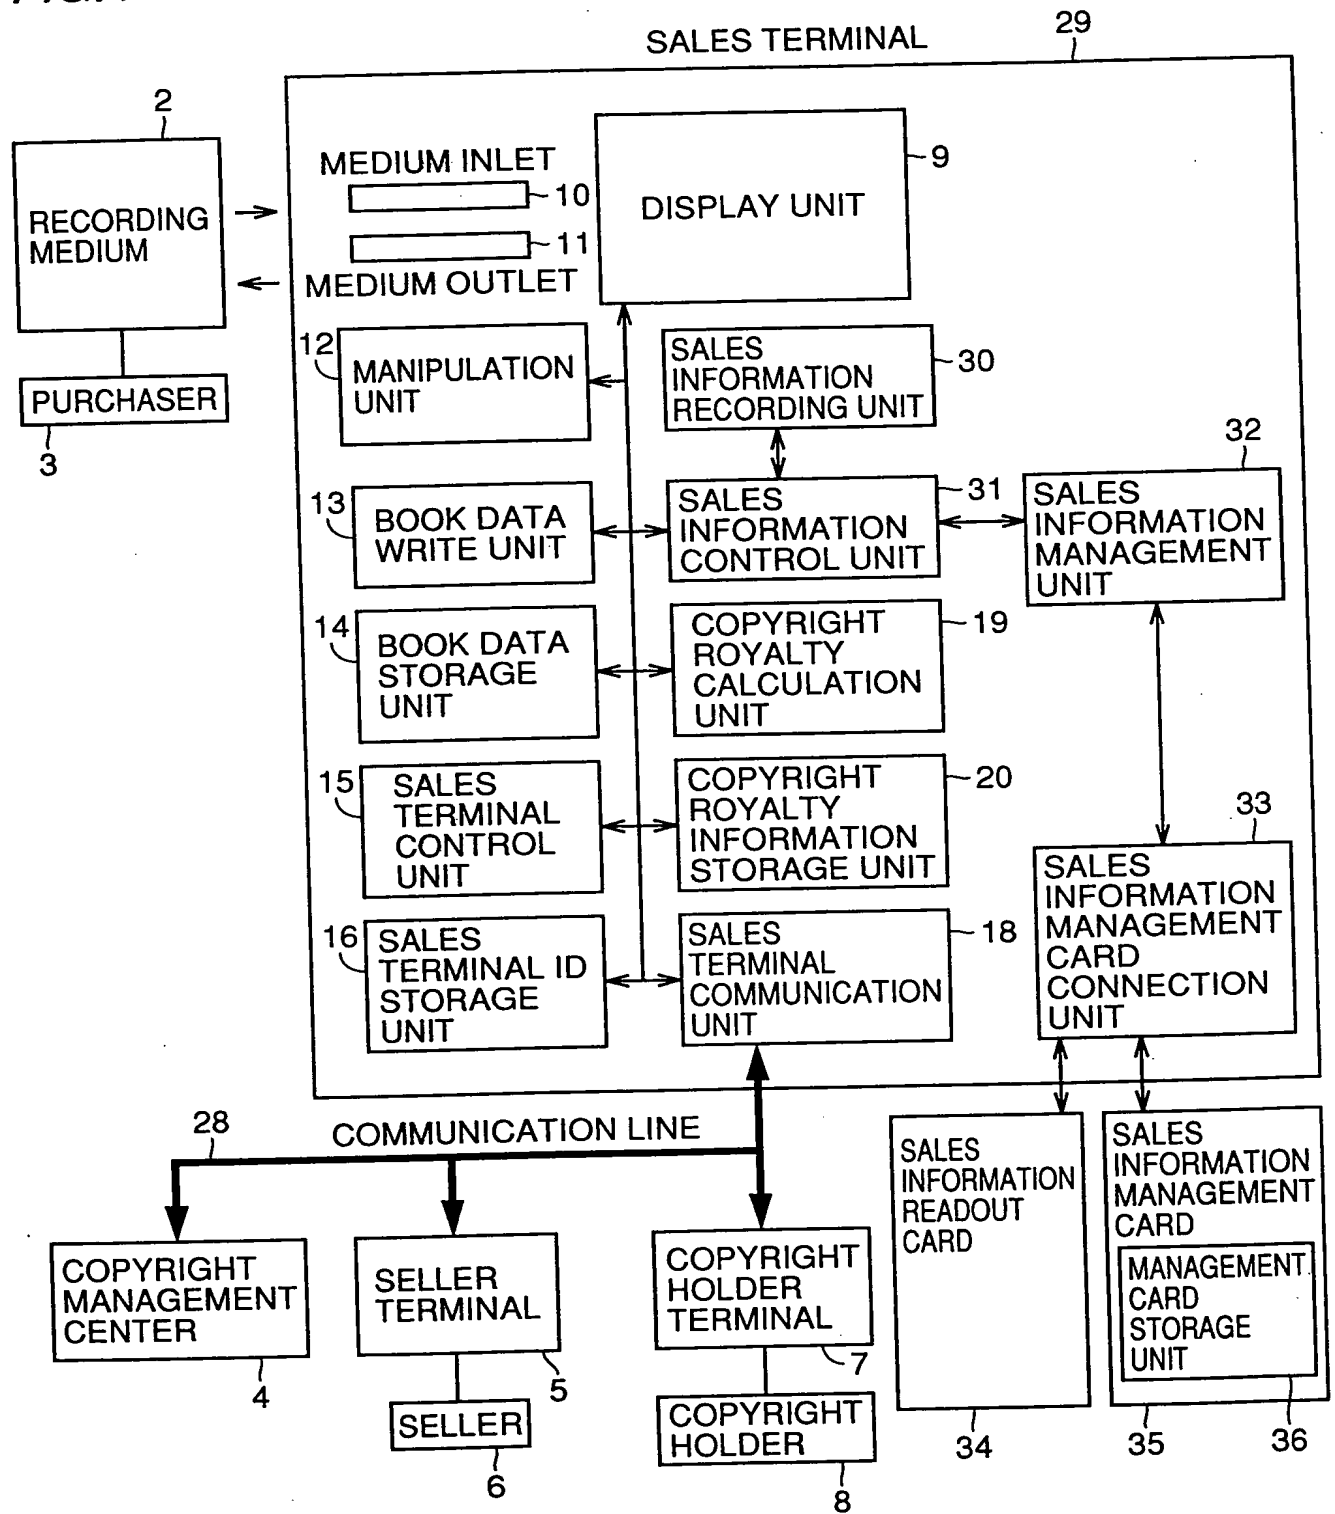 29
SALES TERMINAL
2
RECORDING
MEDIUM
PURCHASER
3
MEDIUM INLET
10
11
MEDIUM OUTLET
DISPLAY UNIT
9
12
MANIPULATION
UNIT
SALES
INFORMATION
RECORDING UNIT
30
13
BOOK DATA
WRITE UNIT
SALES
INFORMATION
CONTROL UNIT
31
32
SALES
INFORMATION
MANAGEMENT
UNIT
14
BOOK DATA
STORAGE
UNIT
COPYRIGHT
ROYALTY
CALCULATION
UNIT
19
15
SALES
TERMINAL
CONTROL
UNIT
COPYRIGHT
ROYALTY
INFORMATION
STORAGE UNIT
20
33
SALES
INFORMATION
MANAGEMENT
CARD
CONNECTION
UNIT
16
SALES
TERMINAL ID
STORAGE
UNIT
SALES
TERMINAL
COMMUNICATION
UNIT
18
28
COMMUNICATION LINE
COPYRIGHT
MANAGEMENT
CENTER
4
SELLER
TERMINAL
5
SELLER
6
COPYRIGHT
HOLDER
TERMINAL
7
COPYRIGHT
HOLDER
8
SALES
INFORMATION
READOUT
CARD
34
SALES
INFORMATION
MANAGEMENT
CARD
MANAGEMENT
CARD
STORAGE
UNIT
35
36